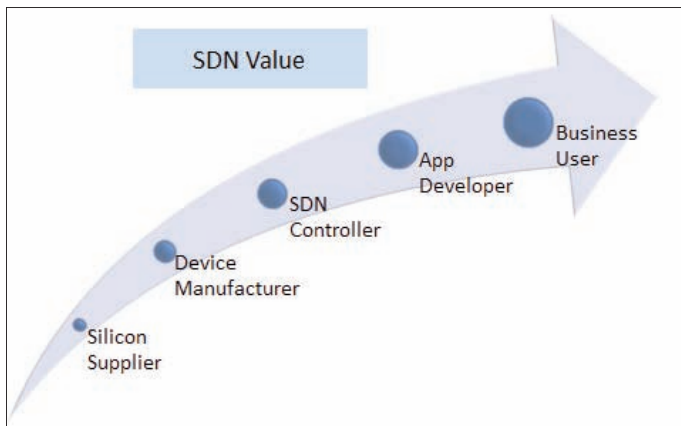 SDN Value
Business
User
App
Developer
SDN
Controller
Device
Manufacturer
Silicon
Supplier